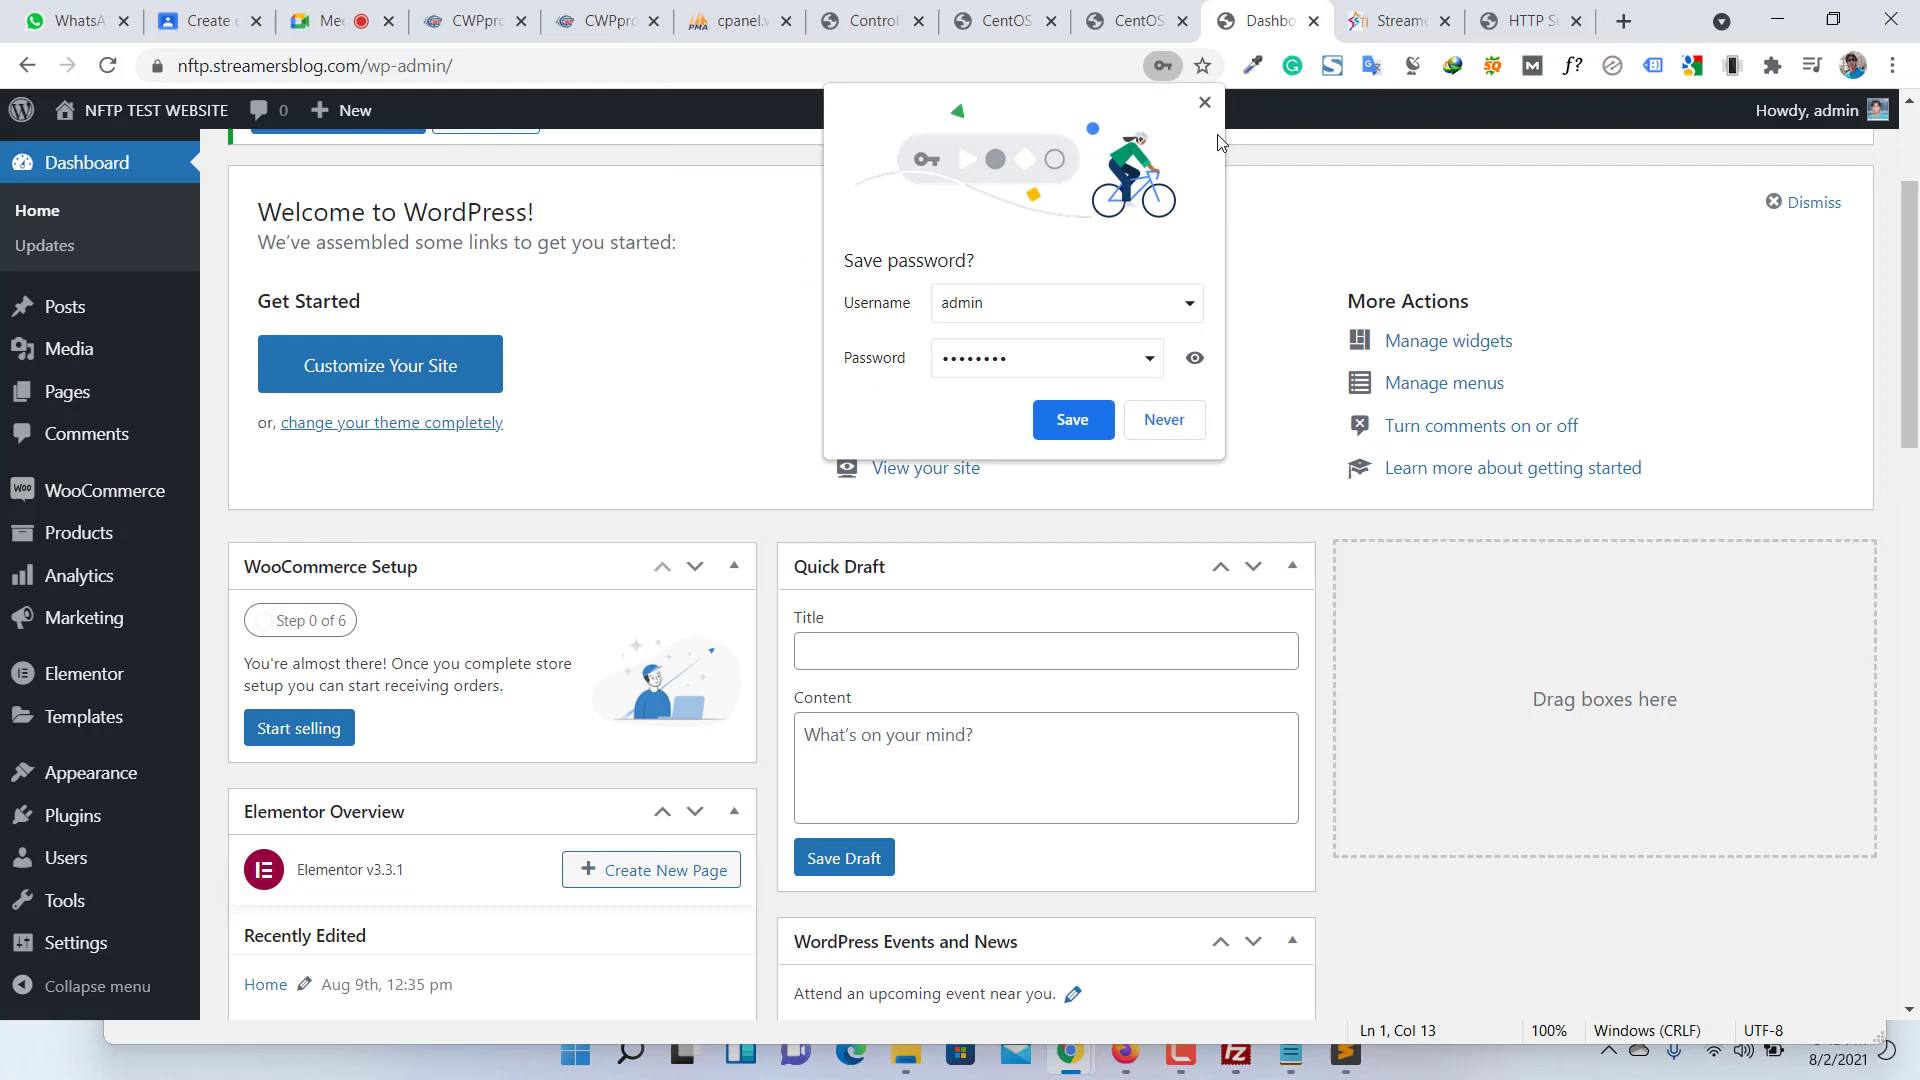 WhatsA
Create e
Mee
CWPpro
CWPpro
cpanel.w
Control
CentOS
CentOS
Dashbo
Streame
HTTP Se
nftp.streamersblog.com/wp-admin/
NFTP TEST WEBSITE
0
New
Howdy, admin
Dashboard
Home
Updates
Posts
Media
Pages
Comments
WooCommerce
Products
Analytics
Marketing
Elementor
Templates
Appearance
Plugins
Users
Tools
Settings
Collapse menu
Welcome to WordPress!
We've assembled some links to get you started:
Dismiss
Get Started
Customize Your Site
or, change your theme completely
View your site
More Actions
Manage widgets
Manage menus
Turn comments on or off
Learn more about getting started
Save password?
Username
admin
Password
••••••••
Save
Never
WooCommerce Setup
Step 0 of 6
You're almost there! Once you complete store
setup you can start receiving orders.
Start selling
Elementor Overview
Elementor v3.3.1
Create New Page
Recently Edited
Home
Aug 9th, 12:35 pm
Quick Draft
Title
Content
What's on your mind?
Save Draft
WordPress Events and News
Attend an upcoming event near you.
Drag boxes here
Ln 1, Col 13
100%
Windows (CRLF)
UTF-8
8/2/2021